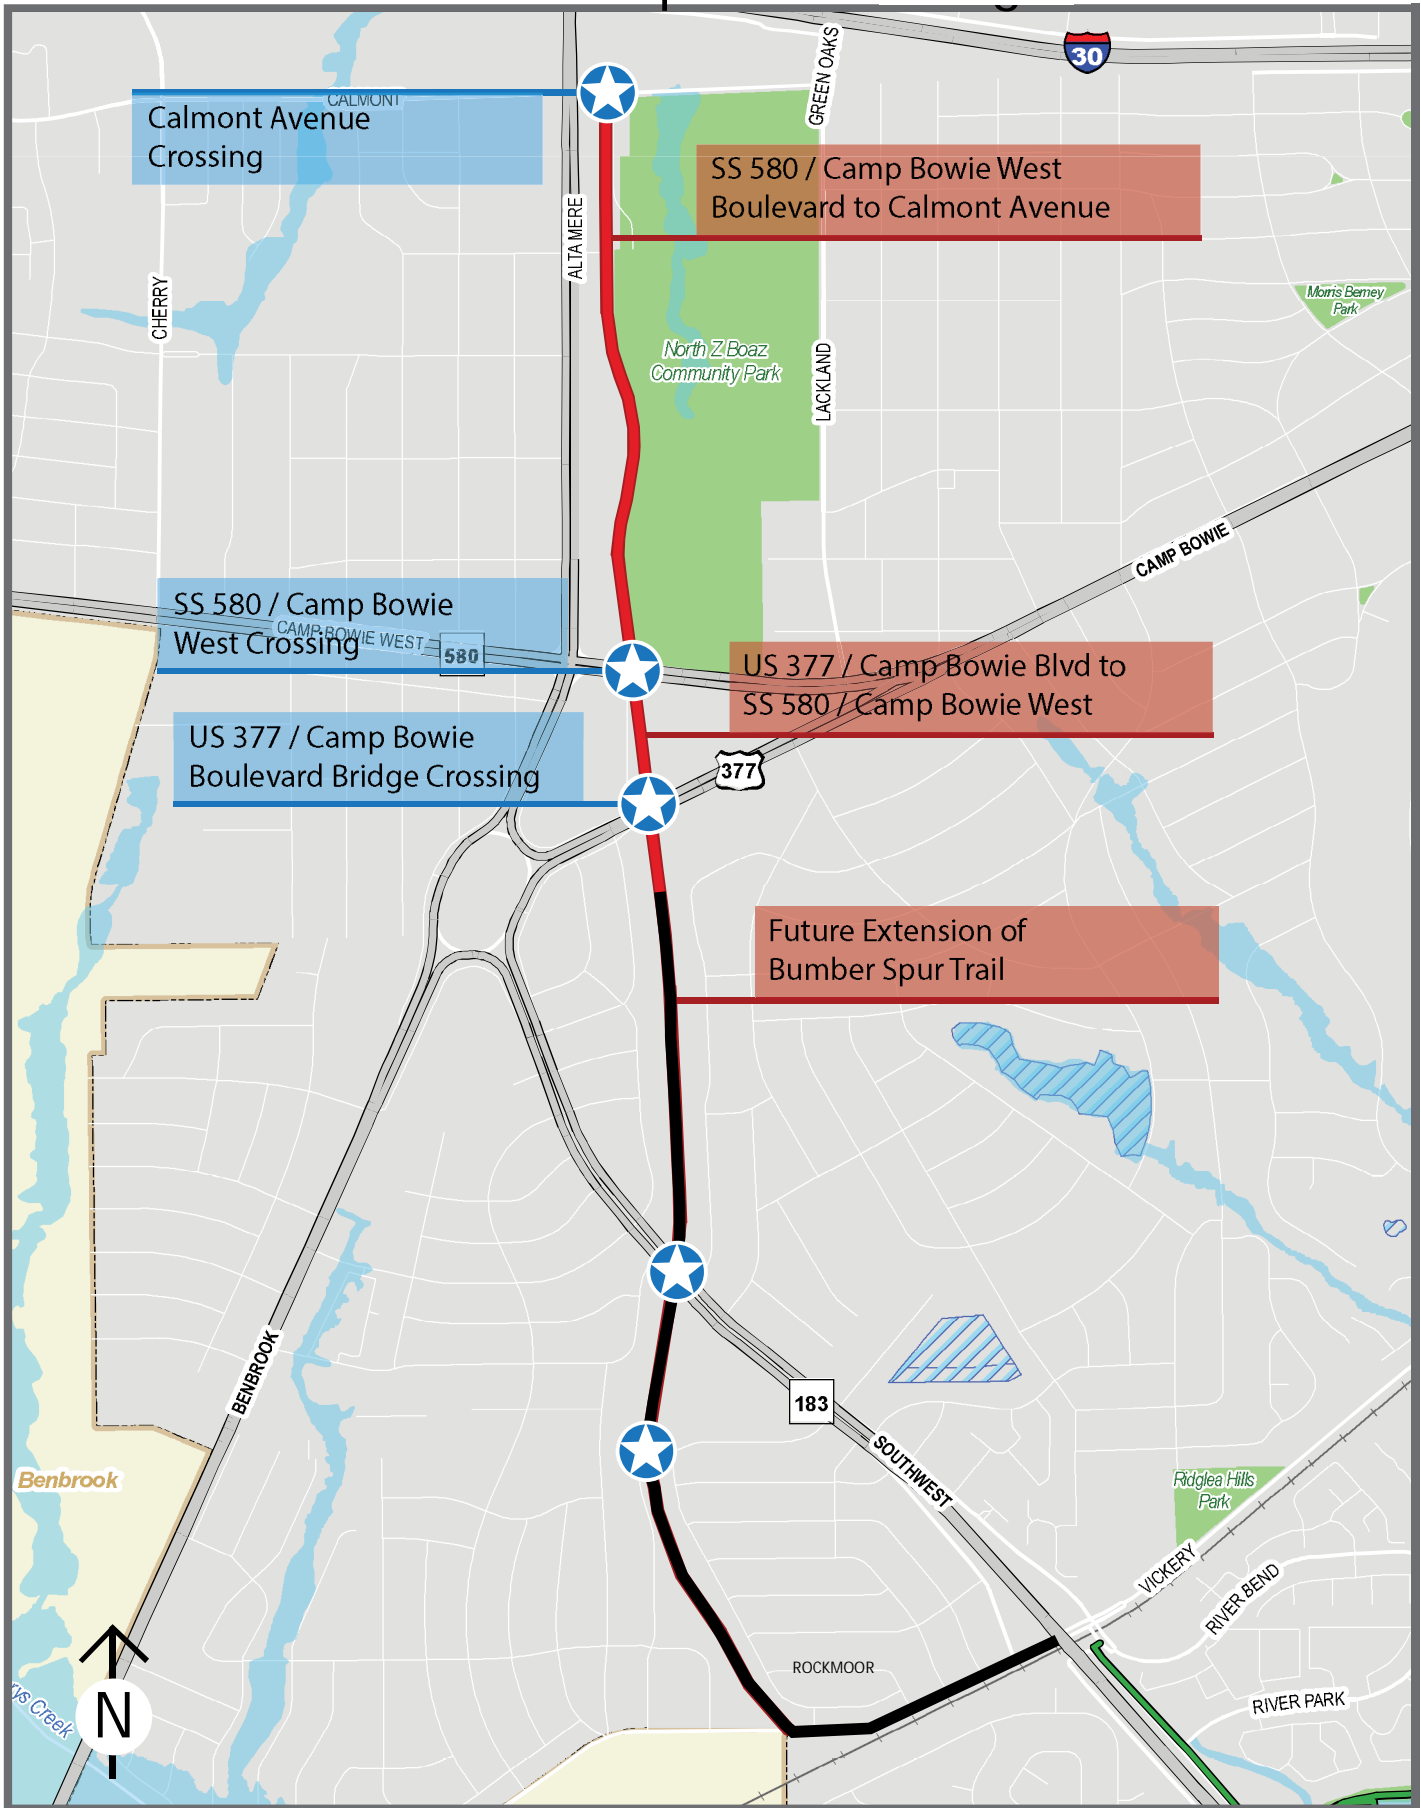 GREEN OAKS
30
CALMONT
Calmont Avenue
Crossing
SS 580 / Camp Bowie West
Boulevard to Calmont Avenue
ALTA MERE
CHERRY
Morris Berney
Park
North Z Boaz
Community Park
LACKLAND
CAMP BOWIE
SS 580 / Camp Bowie
West Crossing
CAMP BOWIE WEST
580
US 377 / Camp Bowie Blvd to
SS 580 / Camp Bowie West
US 377 / Camp Bowie
Boulevard Bridge Crossing
377
Future Extension of
Bumber Spur Trail
BENBROOK
183
SOUTHWEST
Benbrook
Ridglea Hills
Park
VICKERY
RIVER BEND
ROCKMOOR
RIVER PARK
Creek
N